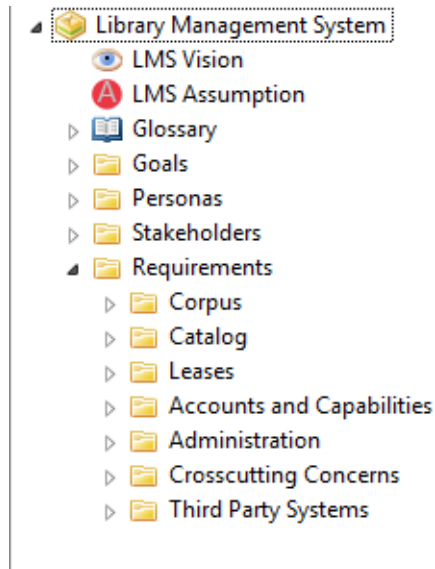 Library Management System
LMS Vision
A LMS Assumption
Glossary
Goals
Personas
Stakeholders
Requirements
Corpus
Catalog
Leases
Accounts and Capabilities
Administration
Crosscutting Concerns
Third Party Systems